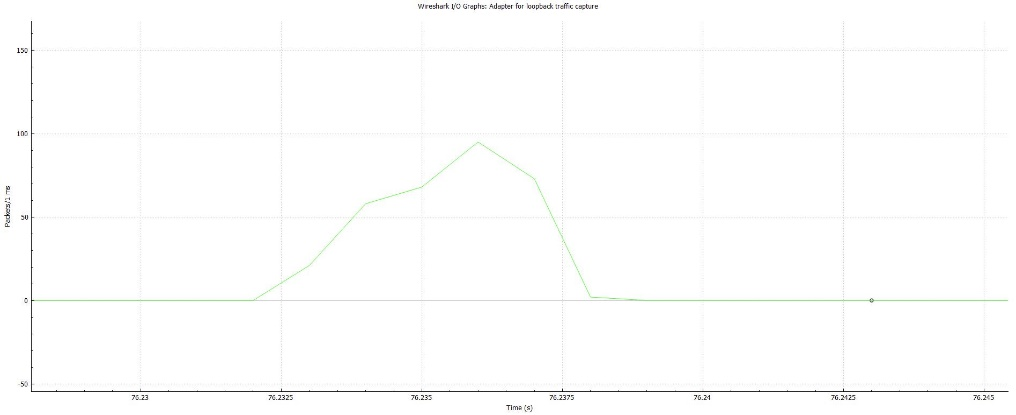 Wireshark I/O Graphs: Adapter for loopback traffic capture
150
100
50
0
-50
Packets/1 ms
76.23 76.2325 76.235 76.2375 76.24 76.2425 76.245
Time (s)